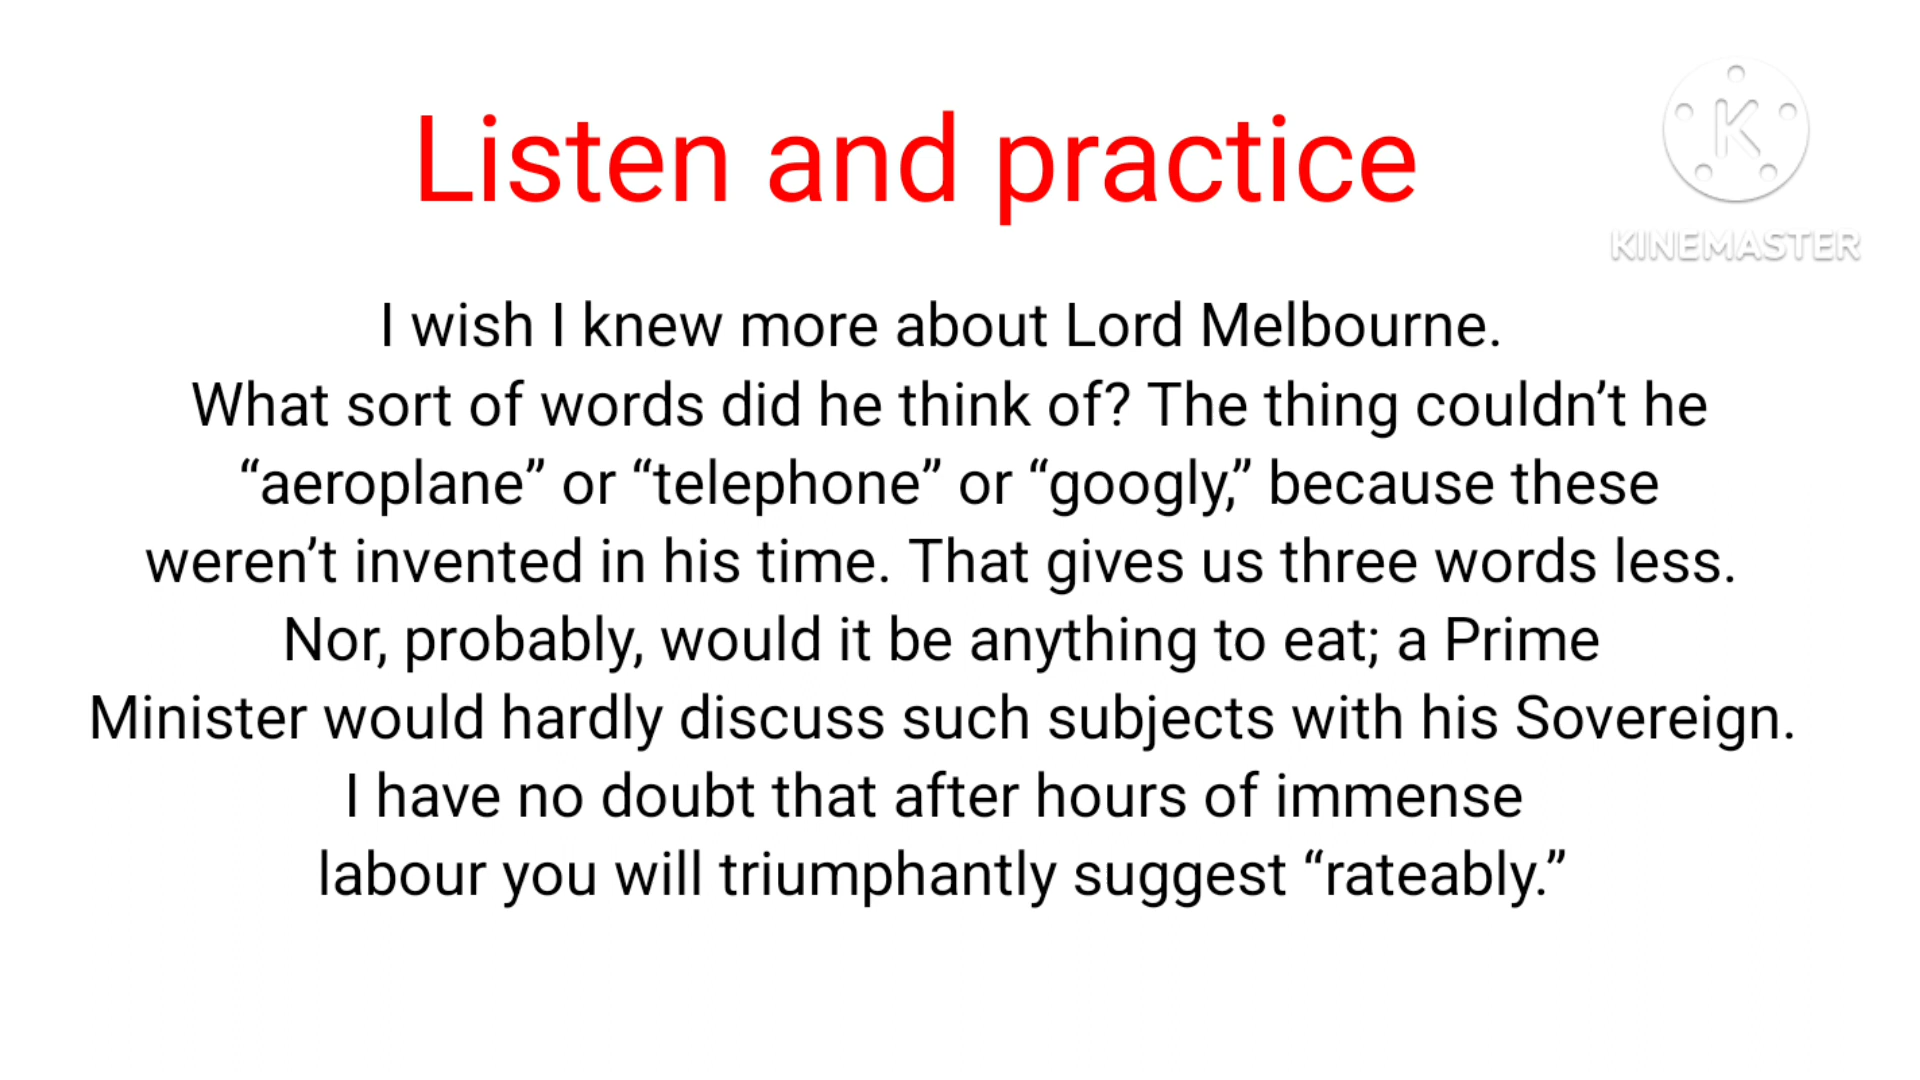 Listen and practice
KINEMASTER
I wish I knew more about Lord Melbourne.
What sort of words did he think of? The thing couldn’t he
“aeroplane” or “telephone” or “googly,” because these
weren’t invented in his time. That gives us three words less.
Nor, probably, would it be anything to eat; a Prime
Minister would hardly discuss such subjects with his Sovereign.
I have no doubt that after hours of immense
labour you will triumphantly suggest “rateably.”